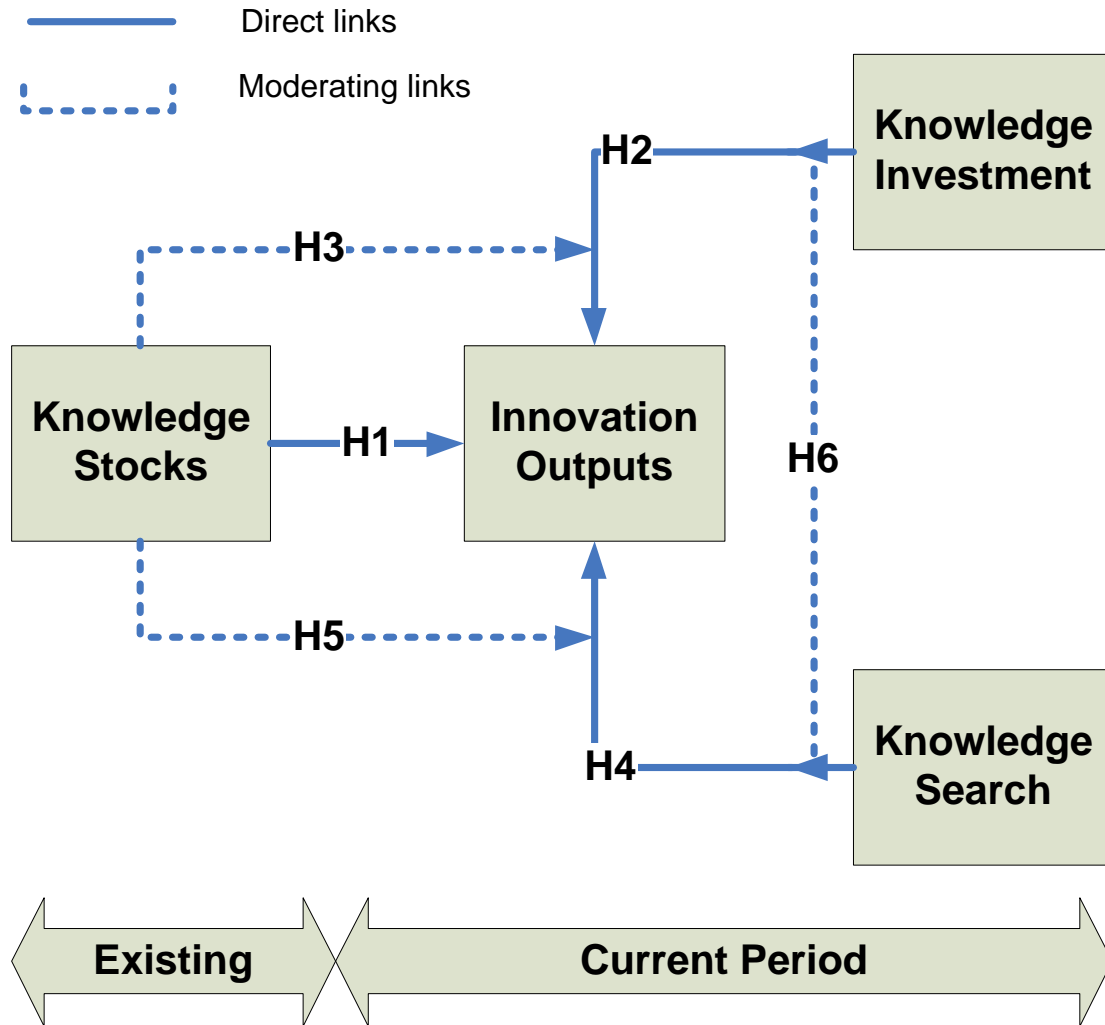 Direct links
Moderating links
Knowledge
Investment
H2
H3
Knowledge
Stocks
H1
Innovation
Outputs
H6
H5
H4
Knowledge
Search
Existing
Current Period